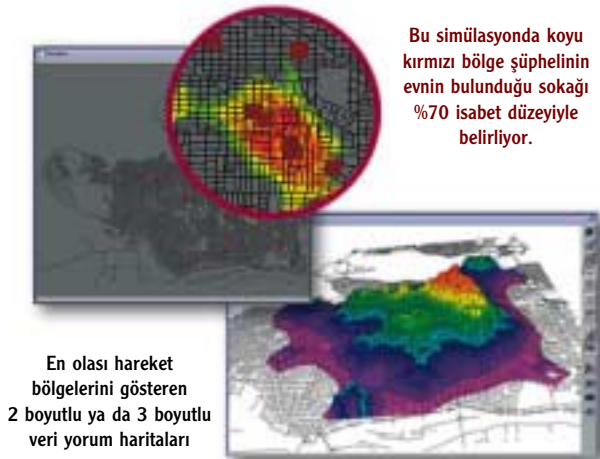 Bu simülasyonda koyu
kırmızı bölge şüphelinin
evnin bulunduğu sokağı
%70 isabet düzeyiyle
belirliyor.
En olası hareket
bölgelerini gösteren
2 boyutlu ya da 3 boyutlu
veri yorum haritaları